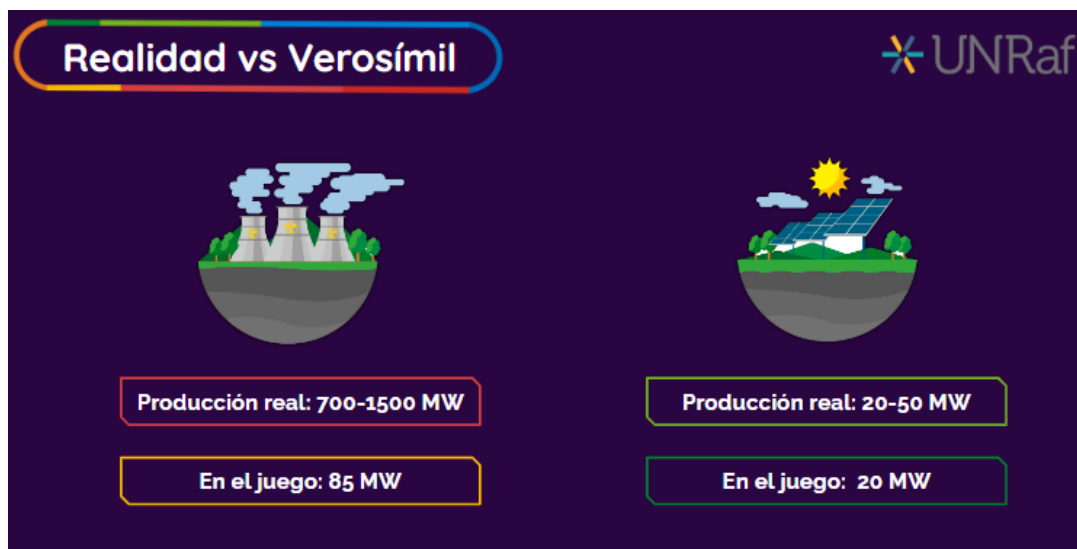 Realidad vs Verosímil
UNRaf
Producción real: 700-1500 MW
Producción real: 20-50 MW
En el juego: 85 MW
En el juego: 20 MW